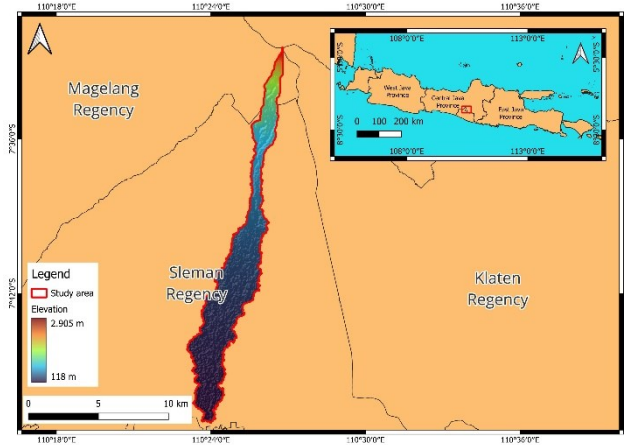 110°18'0"E
110°24'0"E
110°30'0"E
110°36'0"E
108°0'0"E
113°0'0"E
Magelang
Regency
West Java
Province
Central Java
Province
East Java
Province
0 100 200 km
108°0'0"E
113°0'0"E
7°42'0"S
Legend
Study area
Elevation
2.905 m
118 m
Sleman
Regency
Klaten
Regency
0 5 10 km
110°18'0"E
110°24'0"E
110°30'0"E
110°36'0"E